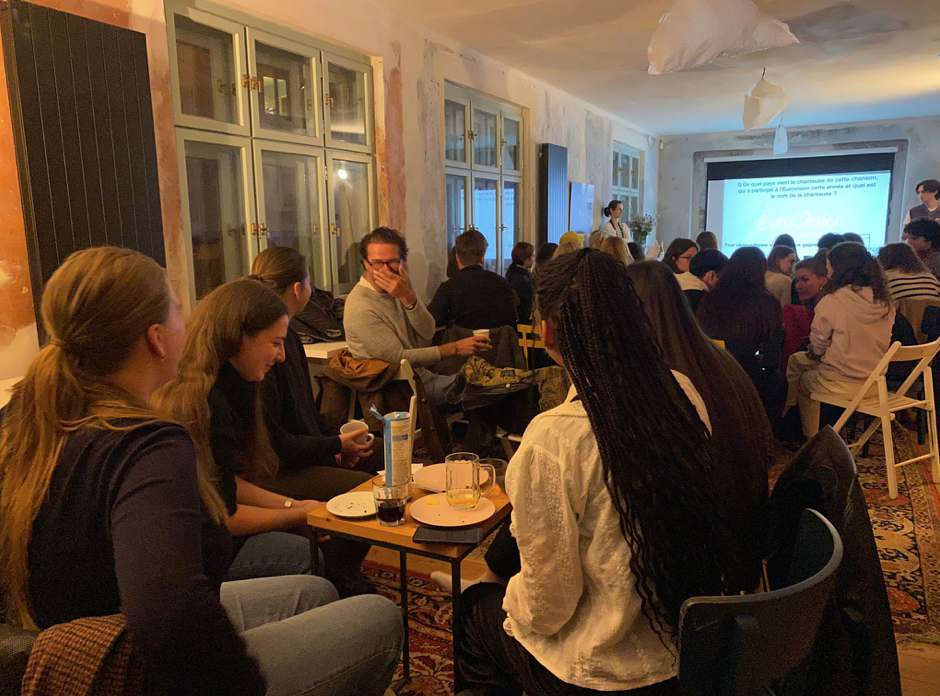 2) De quel pays vient la chanteuse de cette chanson,
qui a participé à l'Eurovision cette année et quel est
le nom de la chanteuse ?
EUROVISION